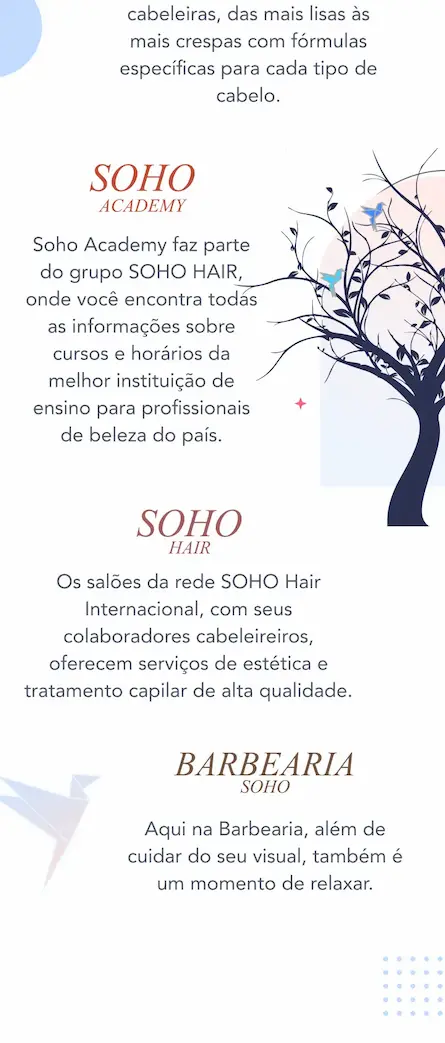 cabeleiras, das mais lisas às
mais crespas com fórmulas
específicas para cada tipo de
cabelo.
SOHO
ACADEMY
Soho Academy faz parte
do grupo SOHO HAIR,
onde você encontra todas
as informações sobre
cursos e horários da
melhor instituição de
ensino para profissionais
de beleza do país.
SOHO
HAIR
Os salões da rede SOHO Hair
Internacional, com seus
colaboradores cabeleireiros,
oferecem serviços de estética e
tratamento capilar de alta qualidade.
BARBEARIA
SOHO
Aqui na Barbearia, além de
cuidar do seu visual, também é
um momento de relaxar.